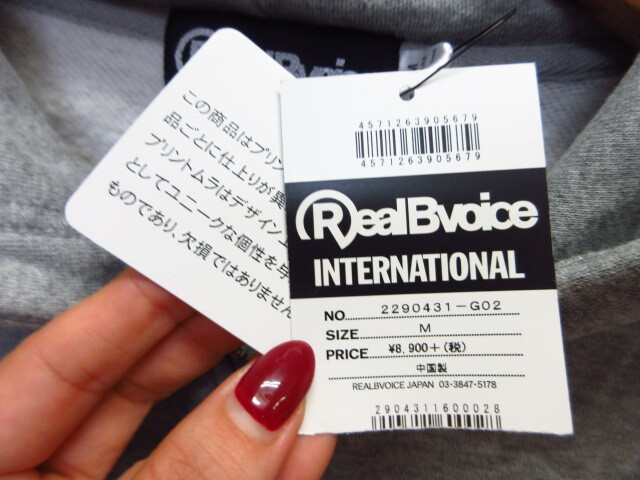 RealBvoice
この商品はプリン
品ごとに仕上りが異
プリントムラはデザイン上
としてユニークな個性を与
ものであり、欠損ではありません
4571263905679
4571263905679
RealBvoice
INTERNATIONAL
NO. 2290431-G02
SIZE M
PRICE ¥8,900+(税)
中国製
REALBVOICE JAPAN 03-3847-5178
2904311600028